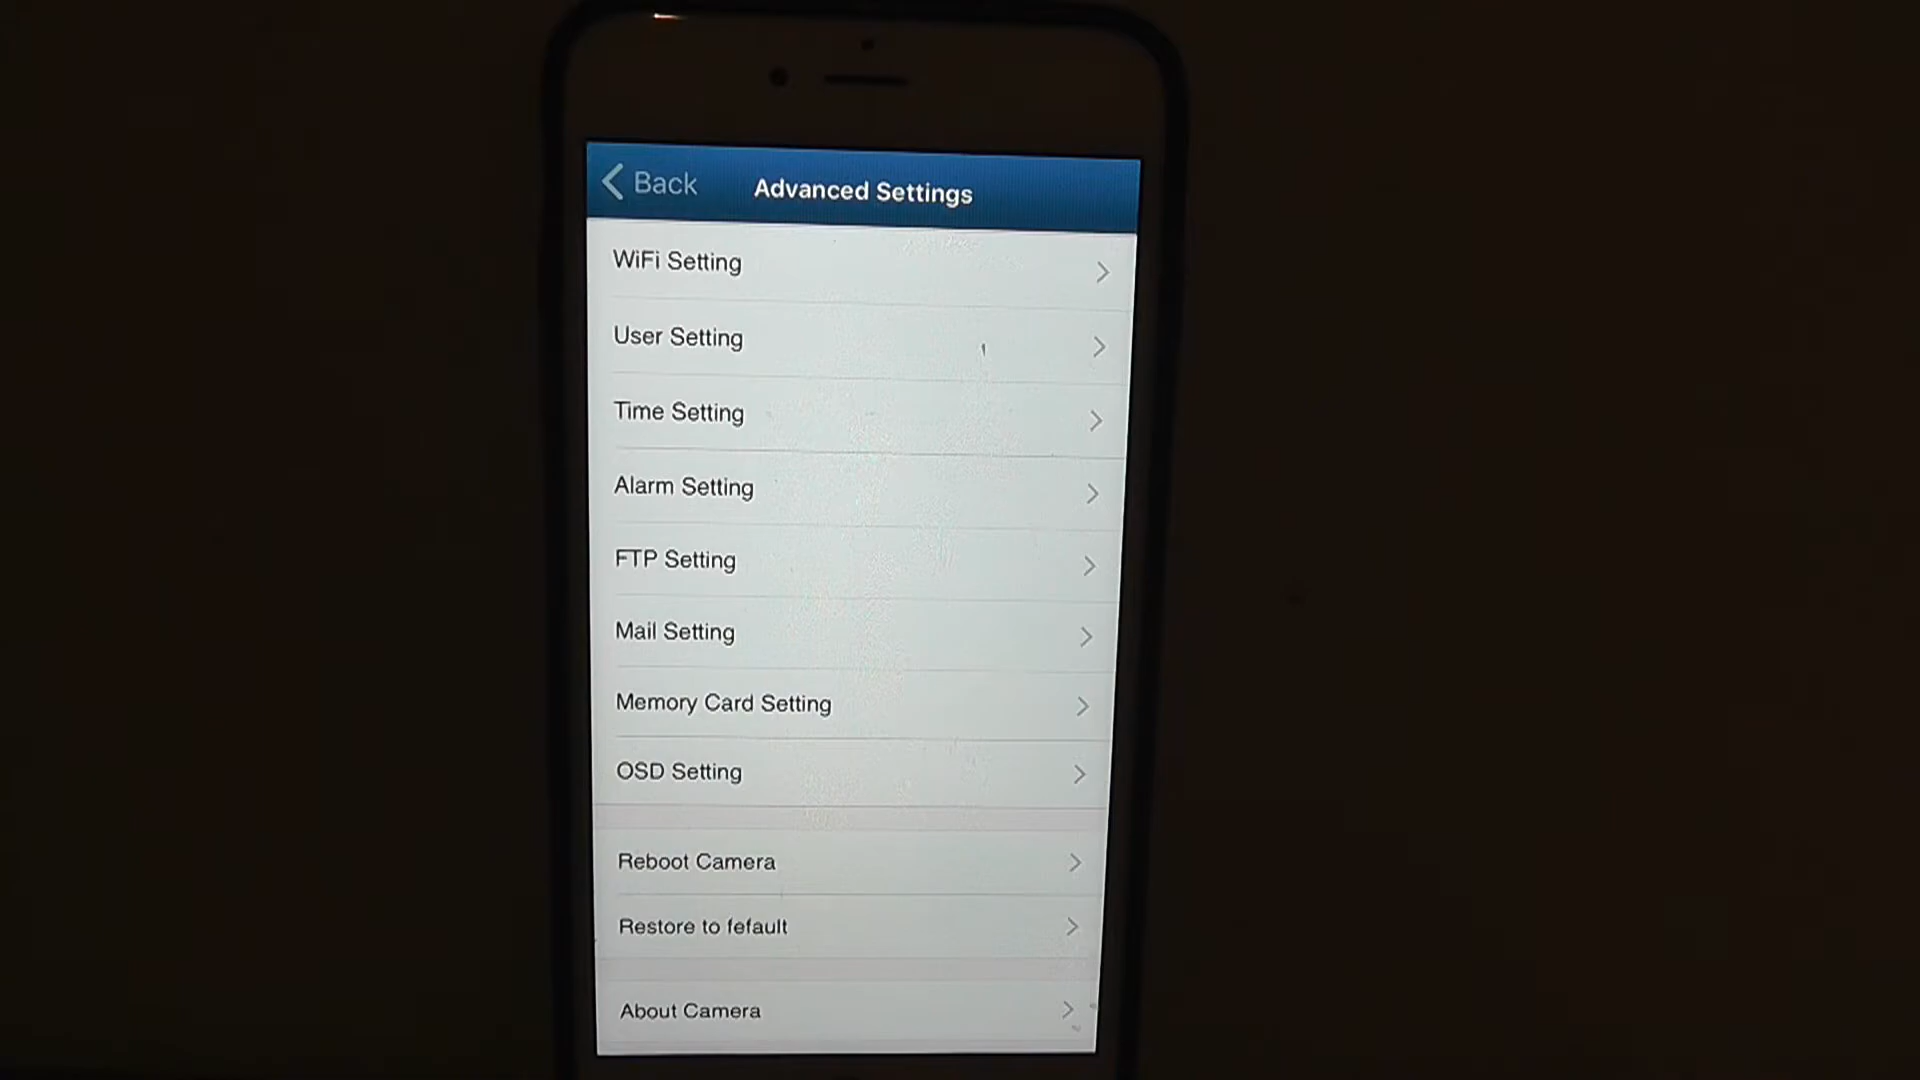 Back
Advanced Settings
WiFi Setting
User Setting
Time Setting
Alarm Setting
FTP Setting
Mail Setting
Memory Card Setting
OSD Setting
Reboot Camera
Restore to fefault
About Camera